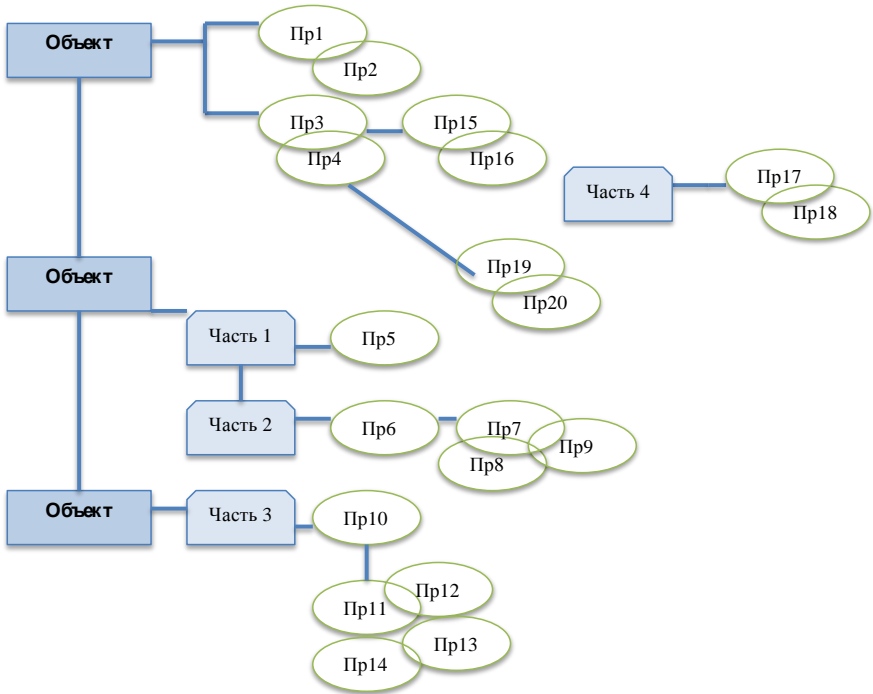 Объект
Пр1
Пр2
Пр3
Пр15
Пр4
Пр16
Часть 4
Пр17
Пр18
Объект
Пр19
Пр20
Часть 1
Пр5
Часть 2
Пр6
Пр7
Пр9
Пр8
Объект
Часть 3
Пр10
Пр12
Пр11
Пр13
Пр14